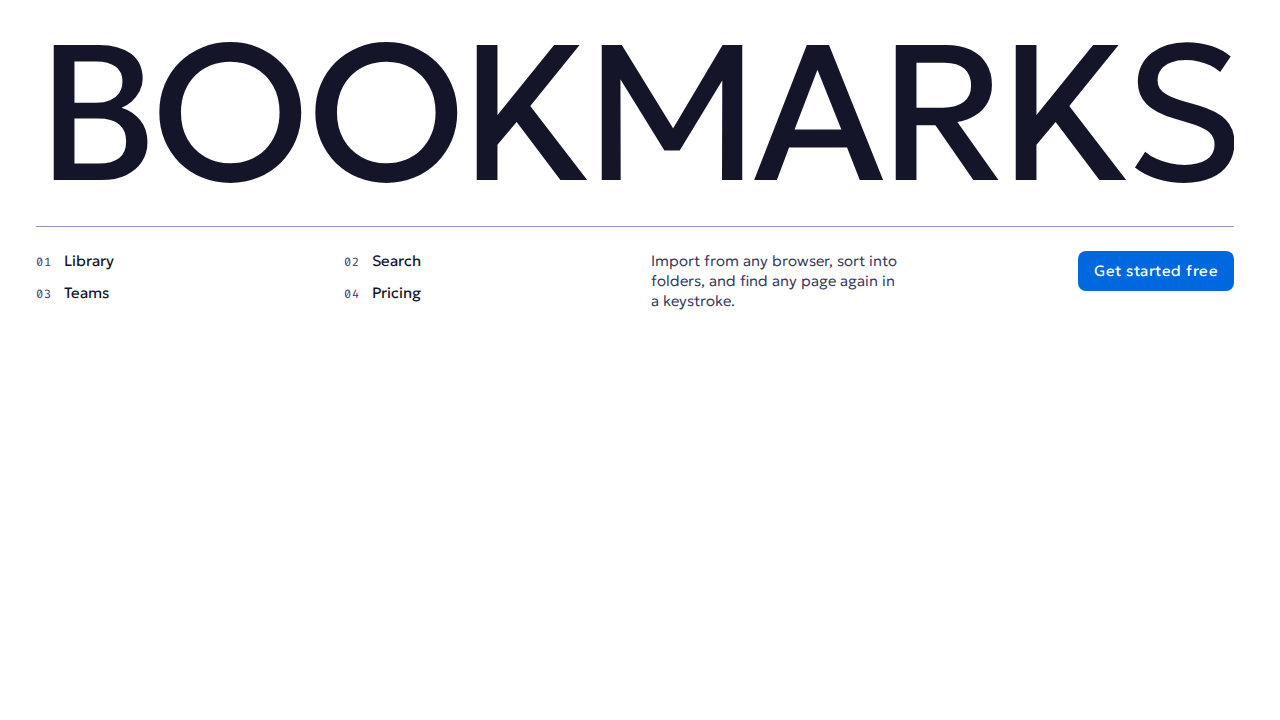 BOOKMARKS
01 Library
02 Search
03 Teams
04 Pricing
Import from any browser, sort into
folders, and find any page again in
a keystroke.
Get started free